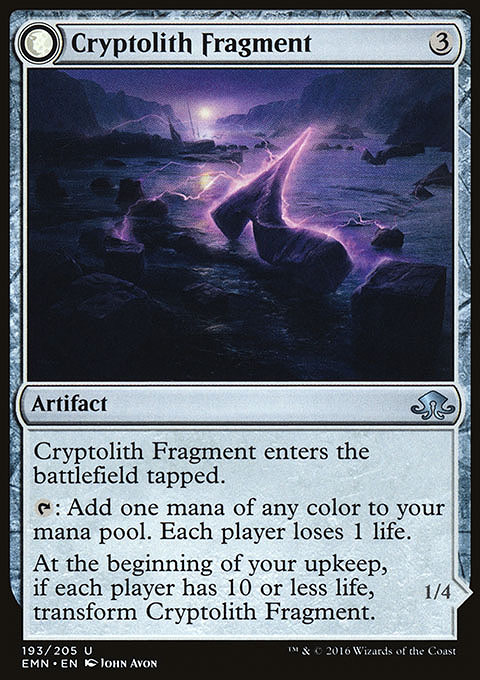 Cryptolith Fragment 3
Artifact
Cryptolith Fragment enters the
battlefield tapped.
: Add one mana of any color to your
mana pool. Each player loses 1 life.
At the beginning of your upkeep,
if each player has 10 or less life,
transform Cryptolith Fragment.
1/4
193/205 U
EMN • EN John Avon
™ & © 2016 Wizards of the Coast